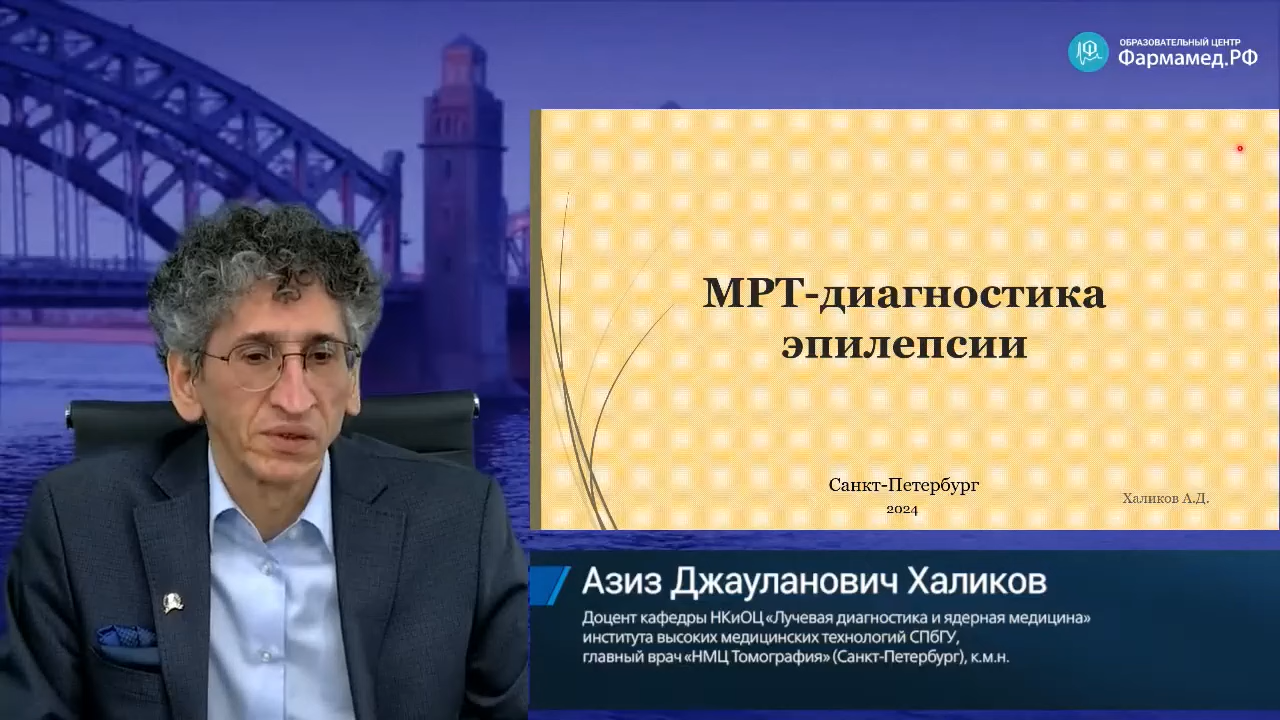 ОБРАЗОВАТЕЛЬНЫЙ ЦЕНТР
Фармамед.РФ
МРТ-диагностика
эпилепсии
Санкт-Петербург
2024
Халиков А.Д.
Азиз Джауланович Халиков
Доцент кафедры НКиОЦ «Лучевая диагностика и ядерная медицина»
института высоких медицинских технологий СПбГУ,
главный врач «НМЦ Томография» (Санкт-Петербург), к.м.н.